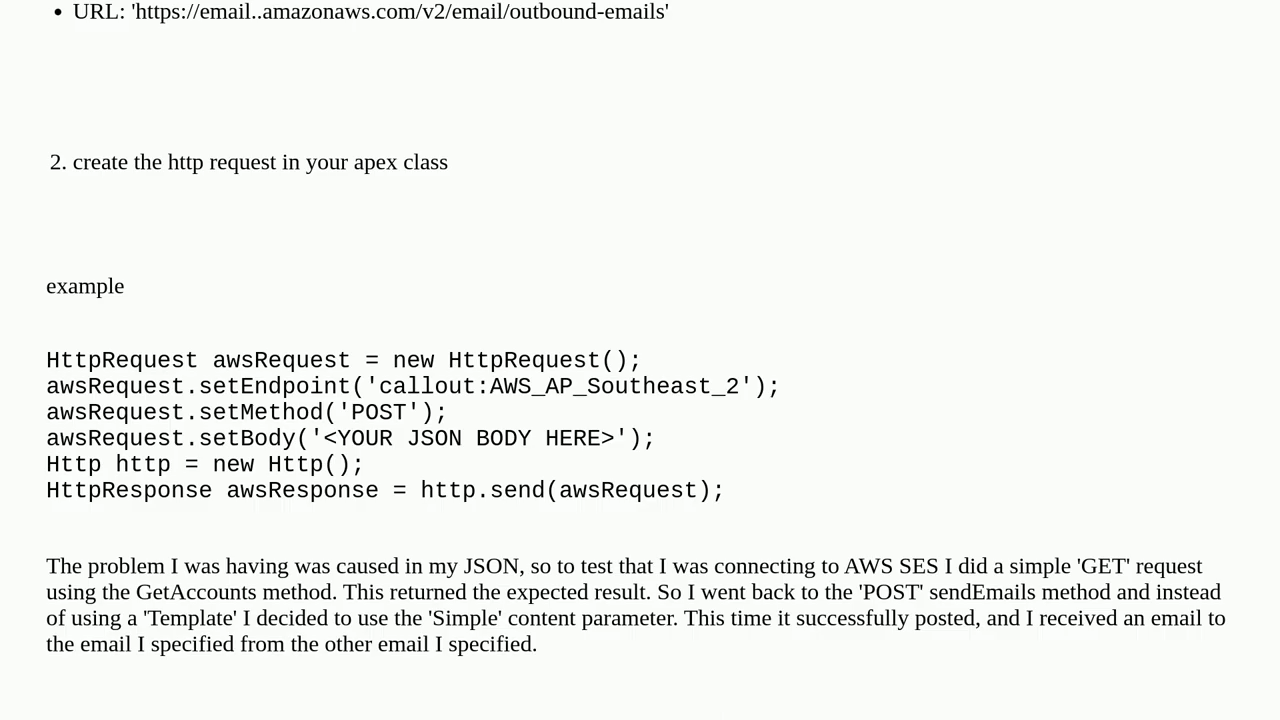 • URL: 'https://email..amazonaws.com/v2/email/outbound-emails'
2. create the http request in your apex class
example
HttpRequest awsRequest = new HttpRequest();
awsRequest.setEndpoint('callout:AWS_AP_Southeast_2');
awsRequest.setMethod('POST');
awsRequest.setBody('<YOUR JSON BODY HERE>');
Http http = new Http();
HttpResponse awsResponse = http.send(awsRequest);
The problem I was having was caused in my JSON, so to test that I was connecting to AWS SES I did a simple 'GET' request
using the GetAccounts method. This returned the expected result. So I went back to the 'POST' sendEmails method and instead
of using a 'Template' I decided to use the 'Simple' content parameter. This time it successfully posted, and I received an email to
the email I specified from the other email I specified.